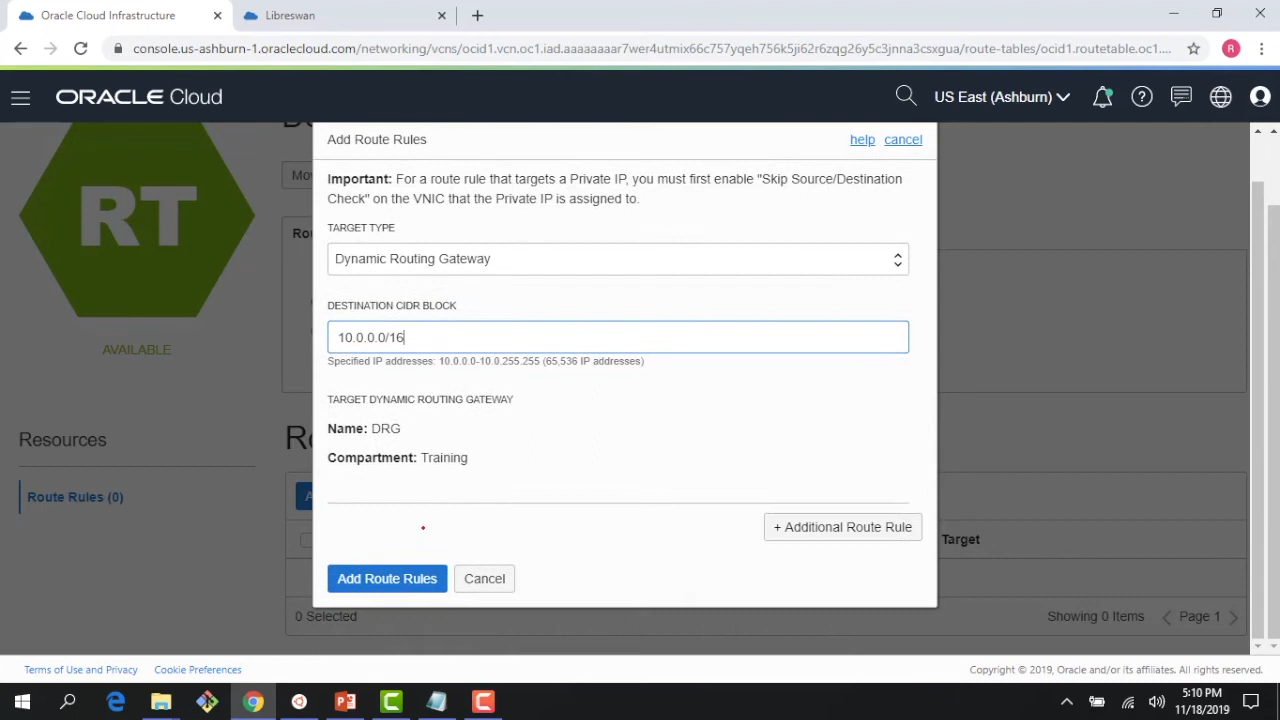 Oracle Cloud Infrastructure
Libreswan
console.us-ashburn-1.oraclecloud.com/networking/vcns/ocid1.vcn.oc1.iad.aaaaaaaar7wer4utmix66c757yqeh756k5ji62r6zqg26y5c3jnna3csxgua/route-tables/ocid1.routetable.oc1....
R
ORACLE Cloud
US East (Ashburn)
RT
AVAILABLE
Resources
Route Rules (0)
Add Route Rules
help
cancel
Important: For a route rule that targets a Private IP, you must first enable "Skip Source/Destination
Check" on the VNIC that the Private IP is assigned to.
TARGET TYPE
Dynamic Routing Gateway
DESTINATION CIDR BLOCK
10.0.0.0/16
Specified IP addresses: 10.0.0.0-10.0.255.255 (65,536 IP addresses)
TARGET DYNAMIC ROUTING GATEWAY
Name: DRG
Compartment: Training
+ Additional Route Rule
Target
Add Route Rules
Cancel
0 Selected
Showing 0 Items
Page 1
Terms of Use and Privacy
Cookie Preferences
Copyright © 2019, Oracle and/or its affiliates. All rights reserved.
5:10 PM
11/18/2019